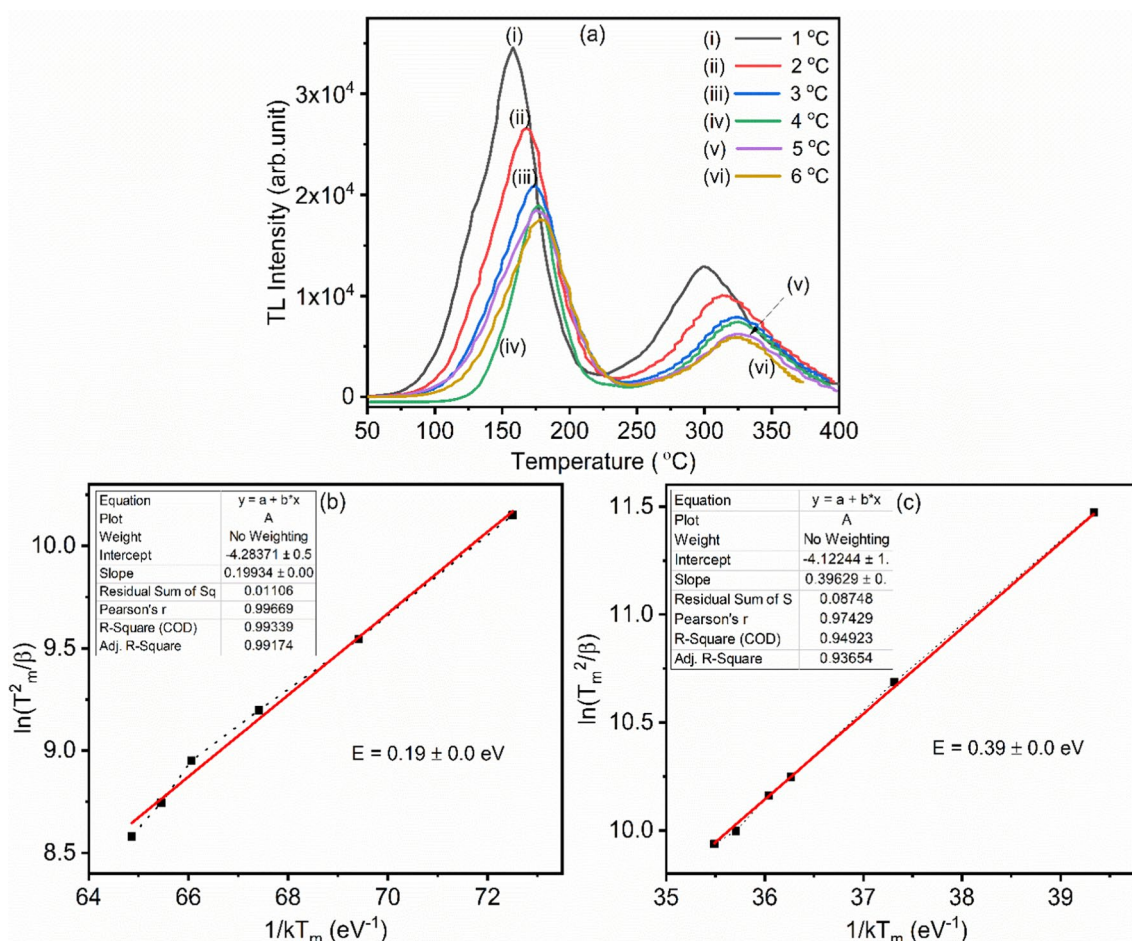 (a)
(i) 1 °C
(ii) 2 °C
(iii) 3 °C
(iv) 4 °C
(v) 5 °C
(vi) 6 °C
(i)
(ii)
(iii)
(iv)
(v)
(vi)
TL Intensity (arb.unit)
3x10⁴
2x10⁴
1x10⁴
0
50 100 150 200 250 300 350 400
Temperature ( °C)
(b)
Equation y = a + b*x
Plot A
Weight No Weighting
Intercept -4.28371 ± 0.5
Slope 0.19934 ± 0.00
Residual Sum of Sq 0.01106
Pearson's r 0.99669
R-Square (COD) 0.99339
Adj. R-Square 0.99174
E = 0.19 ± 0.0 eV
ln(T²ₘ/β)
10.0
9.5
9.0
8.5
64 66 68 70 72
1/kTₘ (eV⁻¹)
(c)
Equation y = a + b*x
Plot A
Weight No Weighting
Intercept -4.12244 ± 1.
Slope 0.39629 ± 0.
Residual Sum of S 0.08748
Pearson's r 0.97429
R-Square (COD) 0.94923
Adj. R-Square 0.93654
E = 0.39 ± 0.0 eV
ln(Tₘ²/β)
11.5
11.0
10.5
10.0
35 36 37 38 39
1/kTₘ (eV⁻¹)